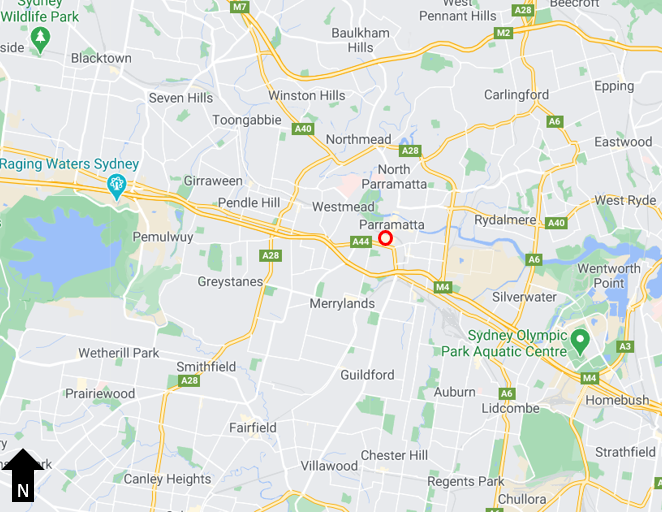 Sydney
Wildlife Park
M7
West
Pennant Hills
A28
Beecroft
M2
Baulkham
Hills
Blacktown
Seven Hills
Winston Hills
Carlingford
Epping
Toongabbie
A40
A6
Northmead
A28
Eastwood
Raging Waters Sydney
North
Parramatta
Girraween
Pendle Hill
Westmead
West Ryde
Parramatta
Rydalmere
A40
Pemulwuy
A44
A28
A6
Wentworth
Point
Greystanes
M4
Silverwater
Merrylands
Sydney Olympic
Park Aquatic Centre
A3
Wetherill Park
Smithfield
Guildford
M4
A28
Prairiewood
Auburn
A6
Homebush
Lidcombe
Fairfield
Strathfield
Chester Hill
Villawood
Canley Heights
Regents Park
Chullora
N